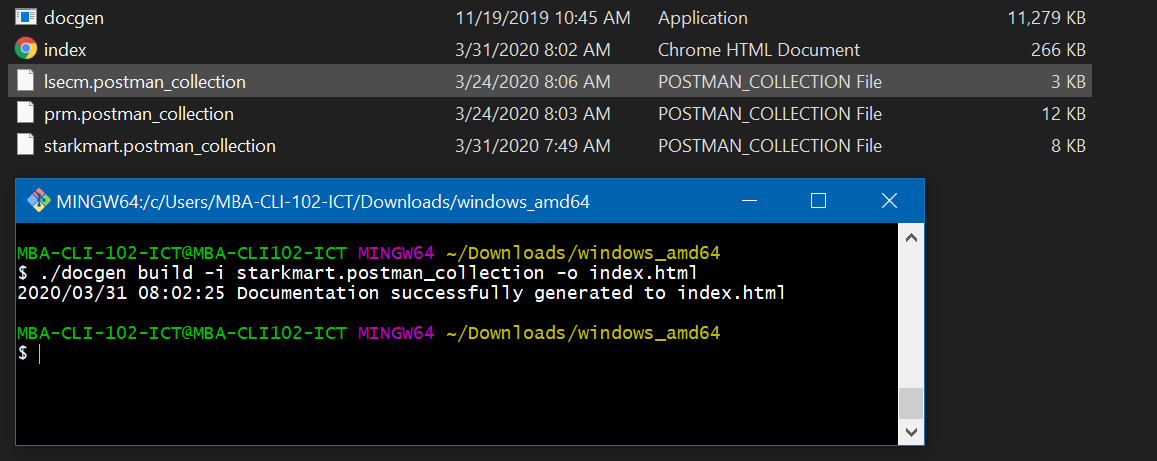 docgen 11/19/2019 10:45 AM Application 11,279 KB
index 3/31/2020 8:02 AM Chrome HTML Document 266 KB
lsecm.postman_collection 3/24/2020 8:06 AM POSTMAN_COLLECTION File 3 KB
prm.postman_collection 3/24/2020 8:03 AM POSTMAN_COLLECTION File 12 KB
starkmart.postman_collection 3/31/2020 7:49 AM POSTMAN_COLLECTION File 8 KB
MINGW64:/c/Users/MBA-CLI-102-ICT/Downloads/windows_amd64
MBA-CLI-102-ICT@MBA-CLI102-ICT MINGW64 ~/Downloads/windows_amd64
$ ./docgen build -i starkmart.postman_collection -o index.html
2020/03/31 08:02:25 Documentation successfully generated to index.html
MBA-CLI-102-ICT@MBA-CLI102-ICT MINGW64 ~/Downloads/windows_amd64
$